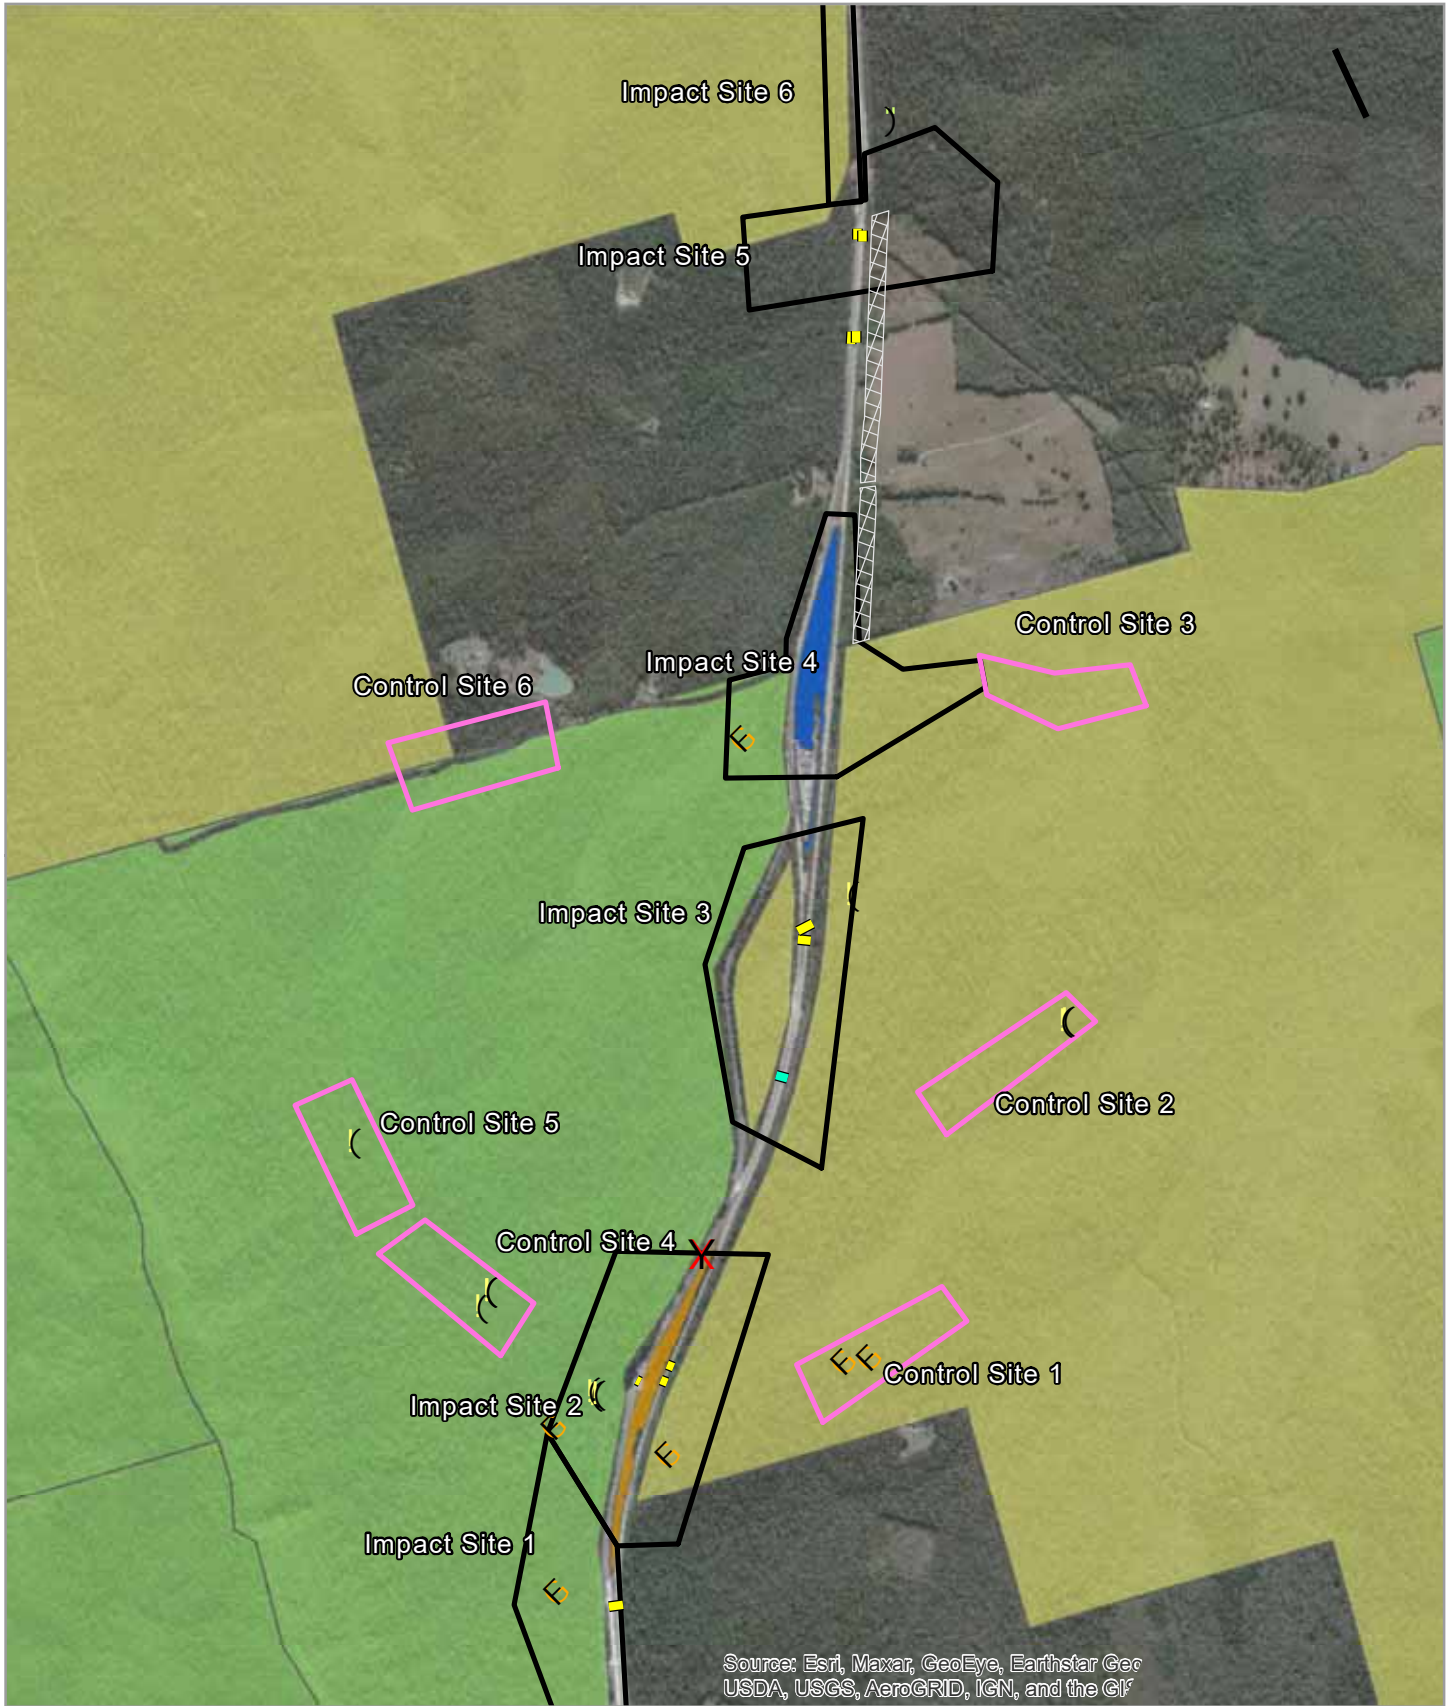 Impact Site 6
Impact Site 5
Control Site 3
Impact Site 4
Control Site 6
Impact Site 3
Control Site 2
Control Site 5
Control Site 4
Control Site 1
Impact Site 2
Impact Site 1
Source: Esri, Maxar, GeoEye, Earthstar Geo
USDA, USGS, AeroGRID, IGN, and the GIS